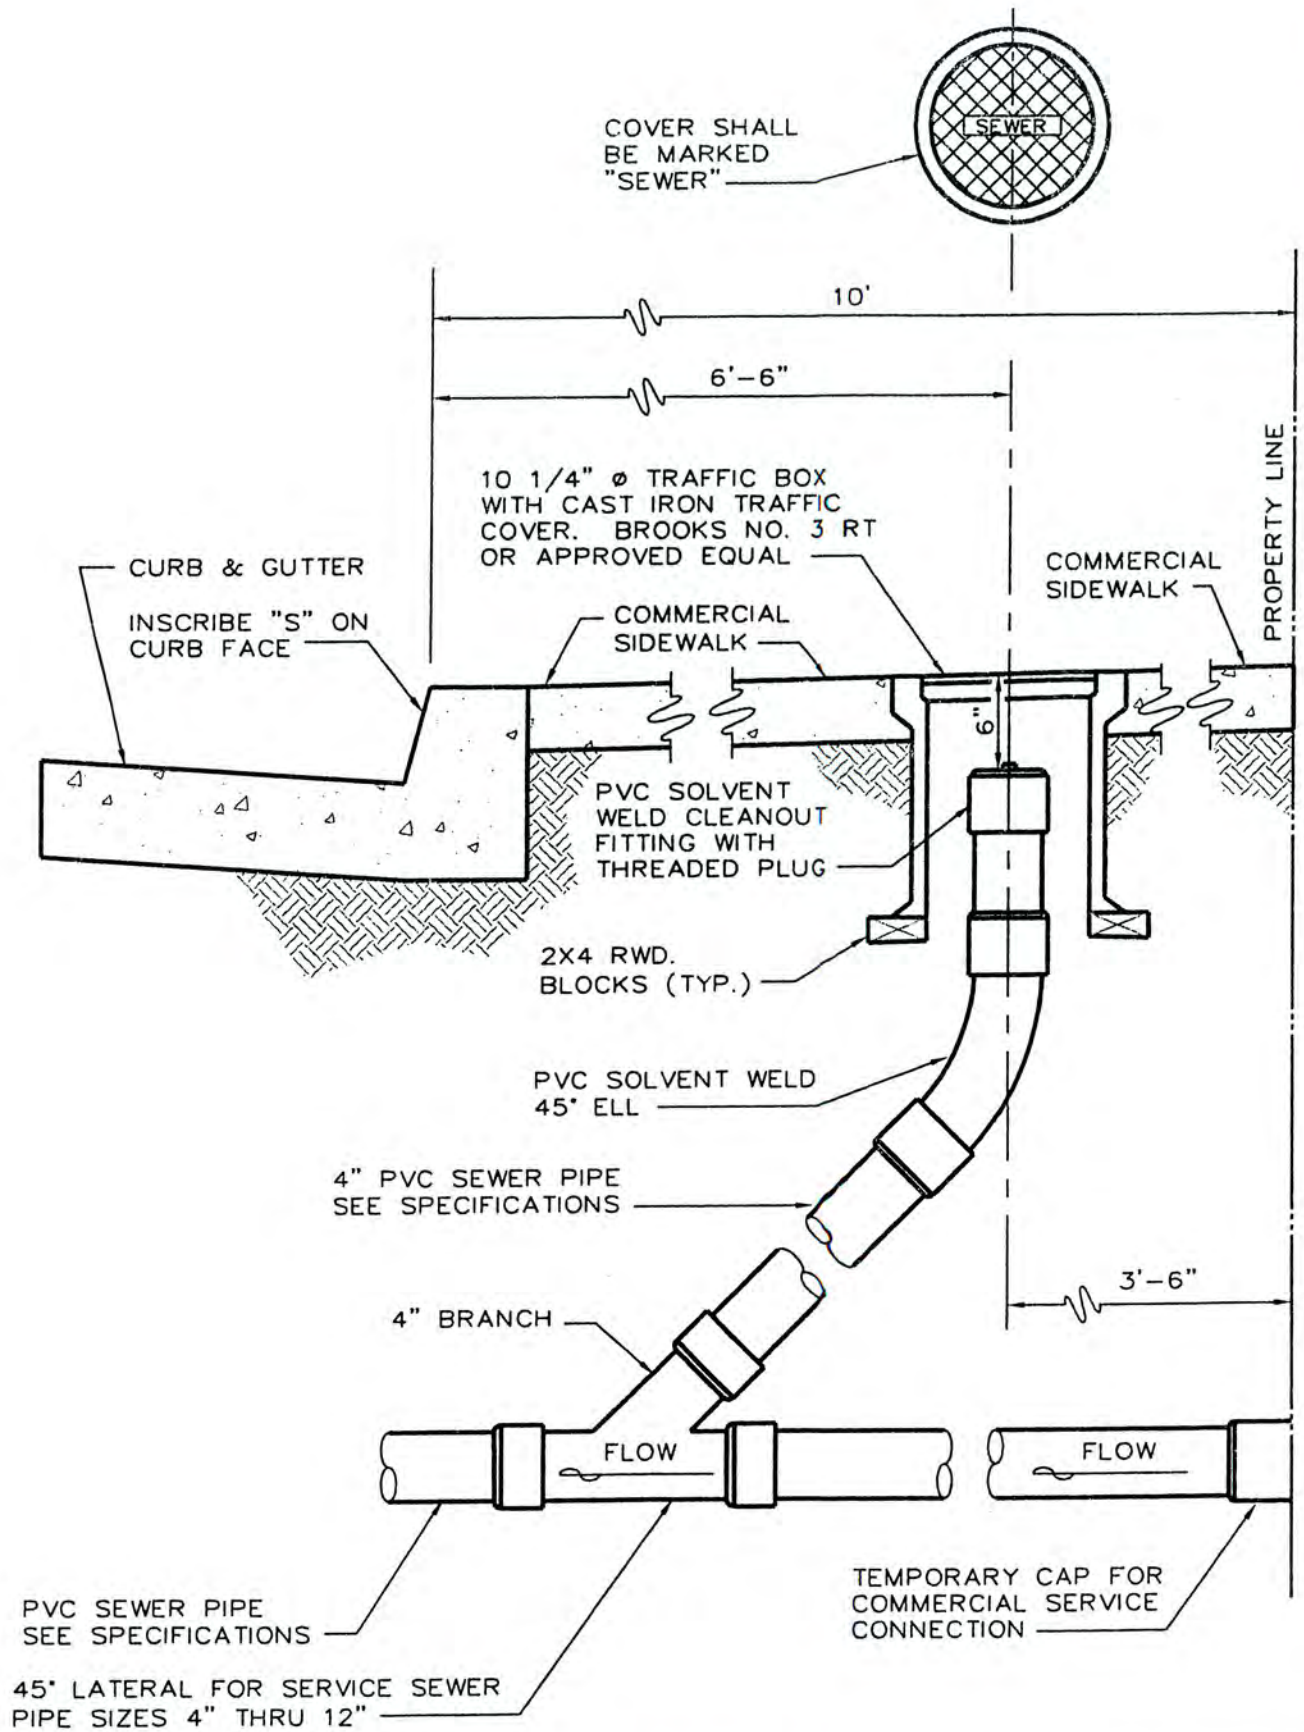 COVER SHALL
BE MARKED
"SEWER"
SEWER
10'
6'-6"
10 1/4" ø TRAFFIC BOX
WITH CAST IRON TRAFFIC
COVER. BROOKS NO. 3 RT
OR APPROVED EQUAL
PROPERTY LINE
CURB & GUTTER
INSCRIBE "S" ON
CURB FACE
COMMERCIAL
SIDEWALK
COMMERCIAL
SIDEWALK
6"
PVC SOLVENT
WELD CLEANOUT
FITTING WITH
THREADED PLUG
2X4 RWD.
BLOCKS (TYP.)
PVC SOLVENT WELD
45° ELL
4" PVC SEWER PIPE
SEE SPECIFICATIONS
3'-6"
4" BRANCH
FLOW
FLOW
TEMPORARY CAP FOR
COMMERCIAL SERVICE
CONNECTION
PVC SEWER PIPE
SEE SPECIFICATIONS
45° LATERAL FOR SERVICE SEWER
PIPE SIZES 4" THRU 12"